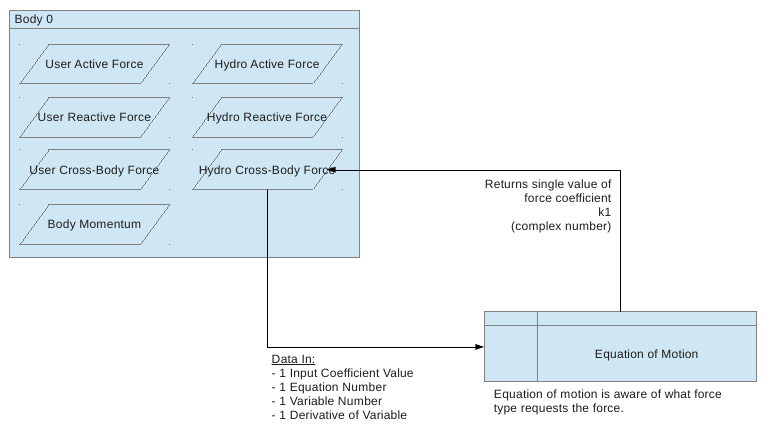 Body 0
User Active Force
Hydro Active Force
User Reactive Force
Hydro Reactive Force
User Cross-Body Force
Hydro Cross-Body Force
Body Momentum
Returns single value of
force coefficient
k1
(complex number)
Equation of Motion
Data In:
- 1 Input Coefficient Value
- 1 Equation Number
- 1 Variable Number
- 1 Derivative of Variable
Equation of motion is aware of what force
type requests the force.